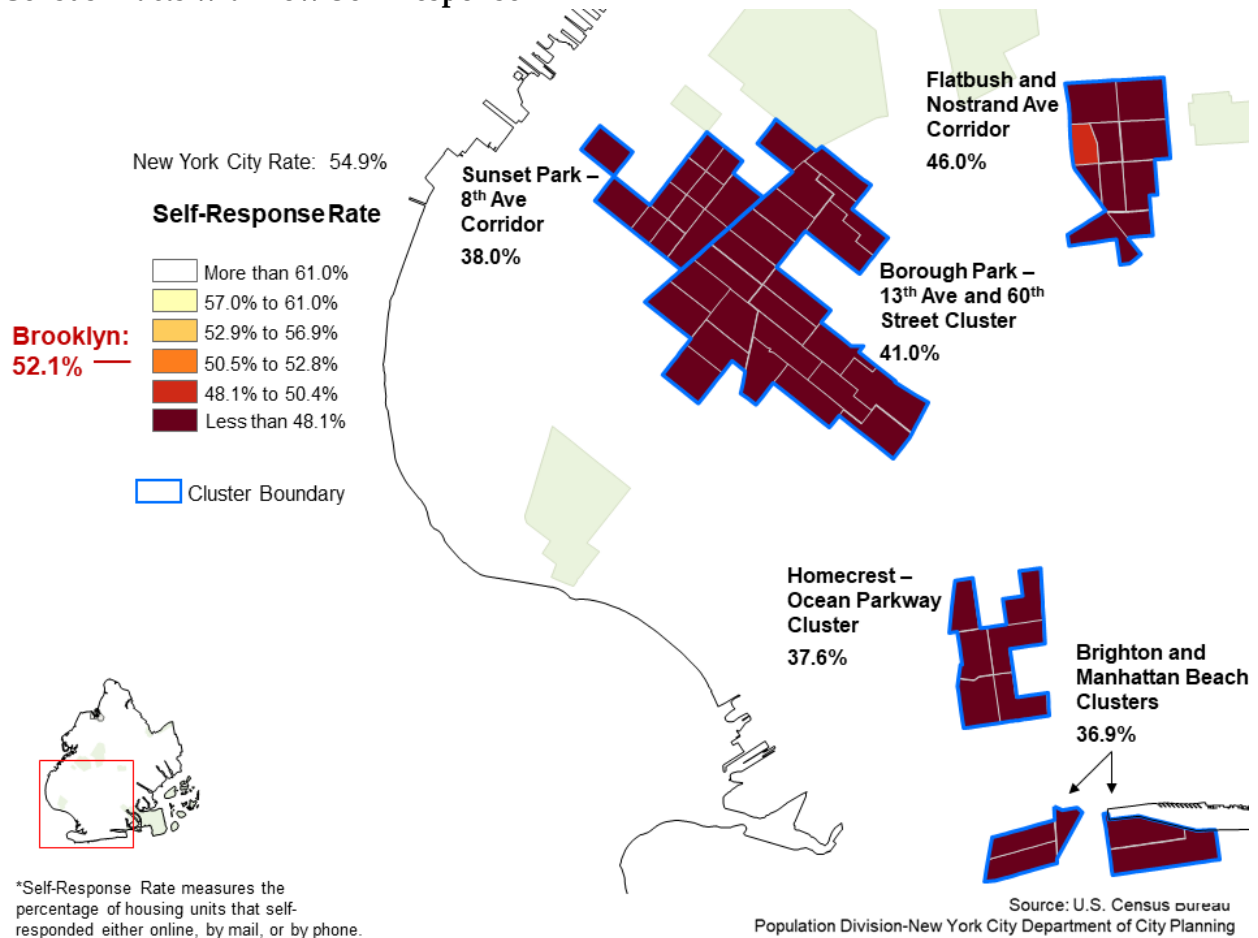 New York City Rate: 54.9%
Self-Response Rate
More than 61.0%
57.0% to 61.0%
52.9% to 56.9%
50.5% to 52.8%
48.1% to 50.4%
Less than 48.1%
Brooklyn:
52.1%
Cluster Boundary
Sunset Park –
8th Ave
Corridor
38.0%
Flatbush and
Nostrand Ave
Corridor
46.0%
Borough Park –
13th Ave and 60th
Street Cluster
41.0%
Homecrest –
Ocean Parkway
Cluster
37.6%
Brighton and
Manhattan Beach
Clusters
36.9%
*Self-Response Rate measures the
percentage of housing units that self-
responded either online, by mail, or by phone.
Source: U.S. Census Bureau
Population Division-New York City Department of City Planning